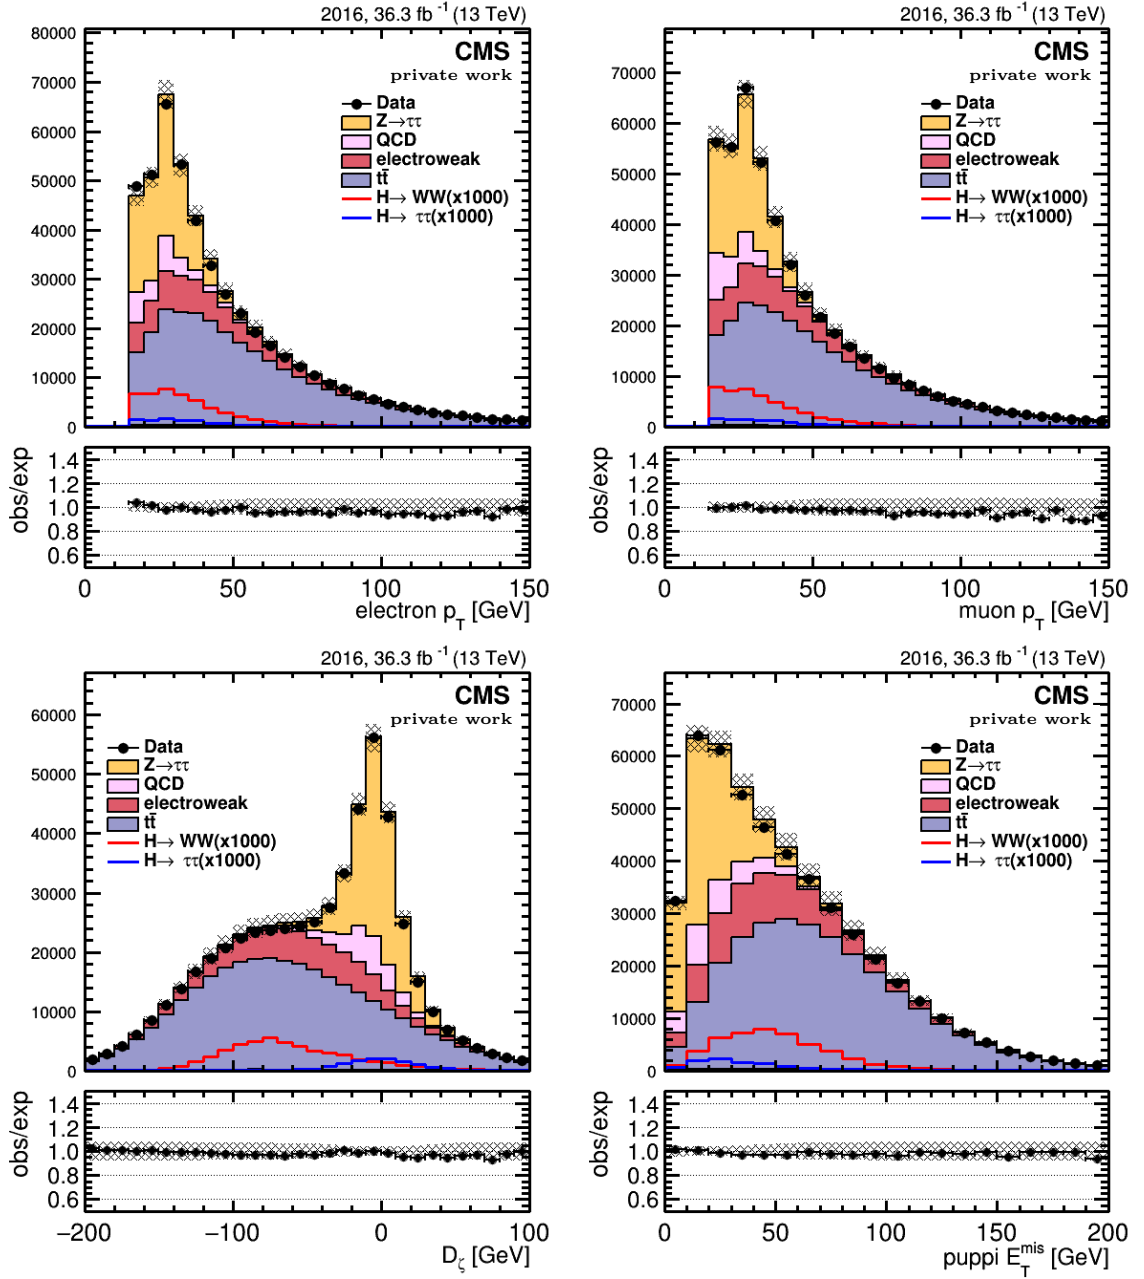 2016, 36.3 fb⁻¹ (13 TeV)
80000
70000
60000
50000
40000
30000
20000
10000
0
CMS
private work
Data
Z→ττ
QCD
electroweak
tt̄
H→ WW(x1000)
H→ ττ(x1000)
obs/exp
1.4
1.2
1.0
0.8
0.6
0 50 100 150
electron p_T [GeV]
2016, 36.3 fb⁻¹ (13 TeV)
70000
60000
50000
40000
30000
20000
10000
0
CMS
private work
Data
Z→ττ
QCD
electroweak
tt̄
H→ WW(x1000)
H→ ττ(x1000)
obs/exp
1.4
1.2
1.0
0.8
0.6
0 50 100 150
muon p_T [GeV]
2016, 36.3 fb⁻¹ (13 TeV)
60000
50000
40000
30000
20000
10000
0
CMS
private work
Data
Z→ττ
QCD
electroweak
tt̄
H→ WW(x1000)
H→ ττ(x1000)
obs/exp
1.4
1.2
1.0
0.8
0.6
−200 −100 0 100
D_ζ [GeV]
2016, 36.3 fb⁻¹ (13 TeV)
70000
60000
50000
40000
30000
20000
10000
0
CMS
private work
Data
Z→ττ
QCD
electroweak
tt̄
H→ WW(x1000)
H→ ττ(x1000)
obs/exp
1.4
1.2
1.0
0.8
0.6
0 50 100 150 200
puppi E_T^mis [GeV]